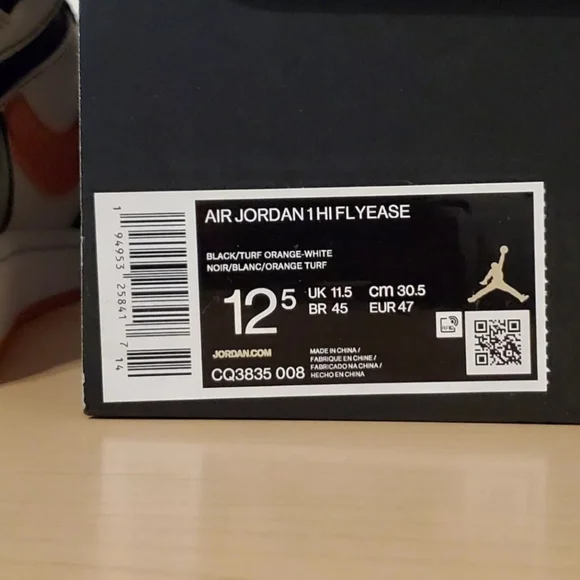 AIR JORDAN 1 HI FLYEASE
BLACK/TURF ORANGE-WHITE
NOIR/BLANC/ORANGE TURF
12 5
UK 11.5 CM 30.5
BR 45 EUR 47
JORDAN.COM
CQ3835 008
MADE IN CHINA /
FABRIQUE EN CHINE /
FABRICADO NA CHINA /
HECHO EN CHINA
1 94953 25841 7 14